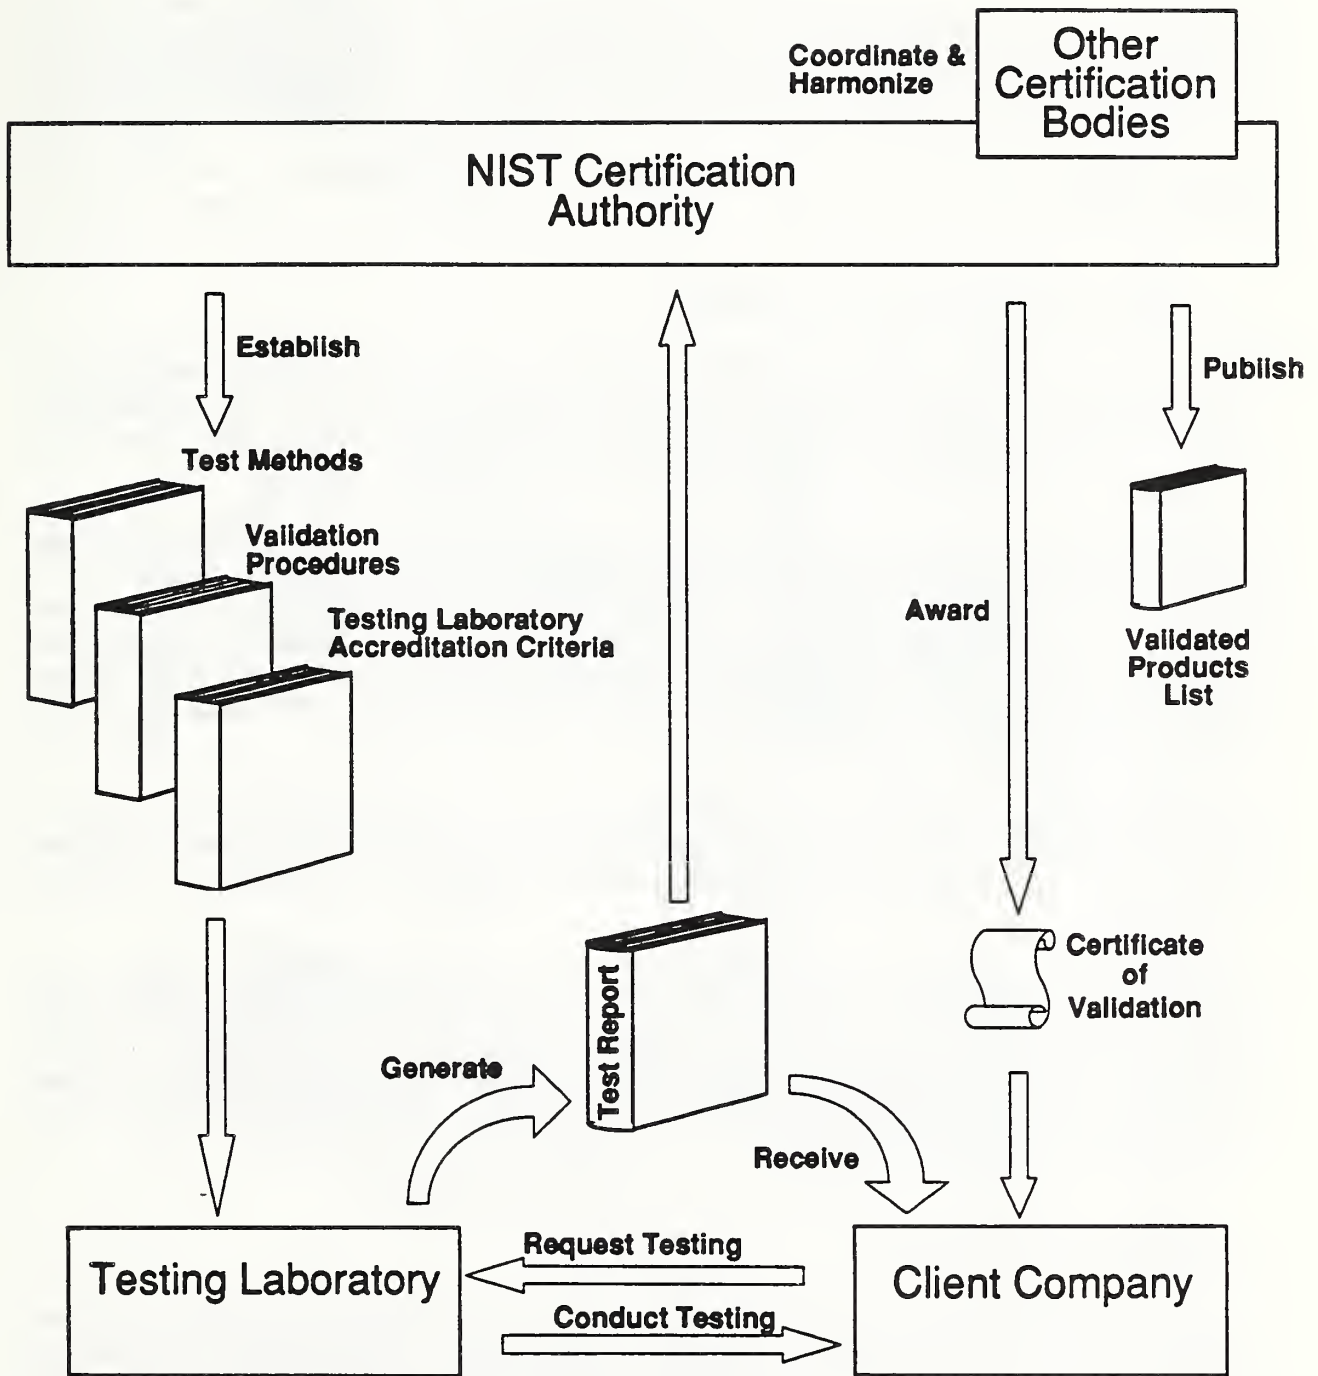 Coordinate &
Harmonize
Other
Certification
Bodies
NIST Certification
Authority
Establish
Publish
Test Methods
Validation
Procedures
Testing Laboratory
Accreditation Criteria
Award
Validated
Products
List
Test Report
Certificate
of
Validation
Generate
Receive
Testing Laboratory
Request Testing
Conduct Testing
Client Company